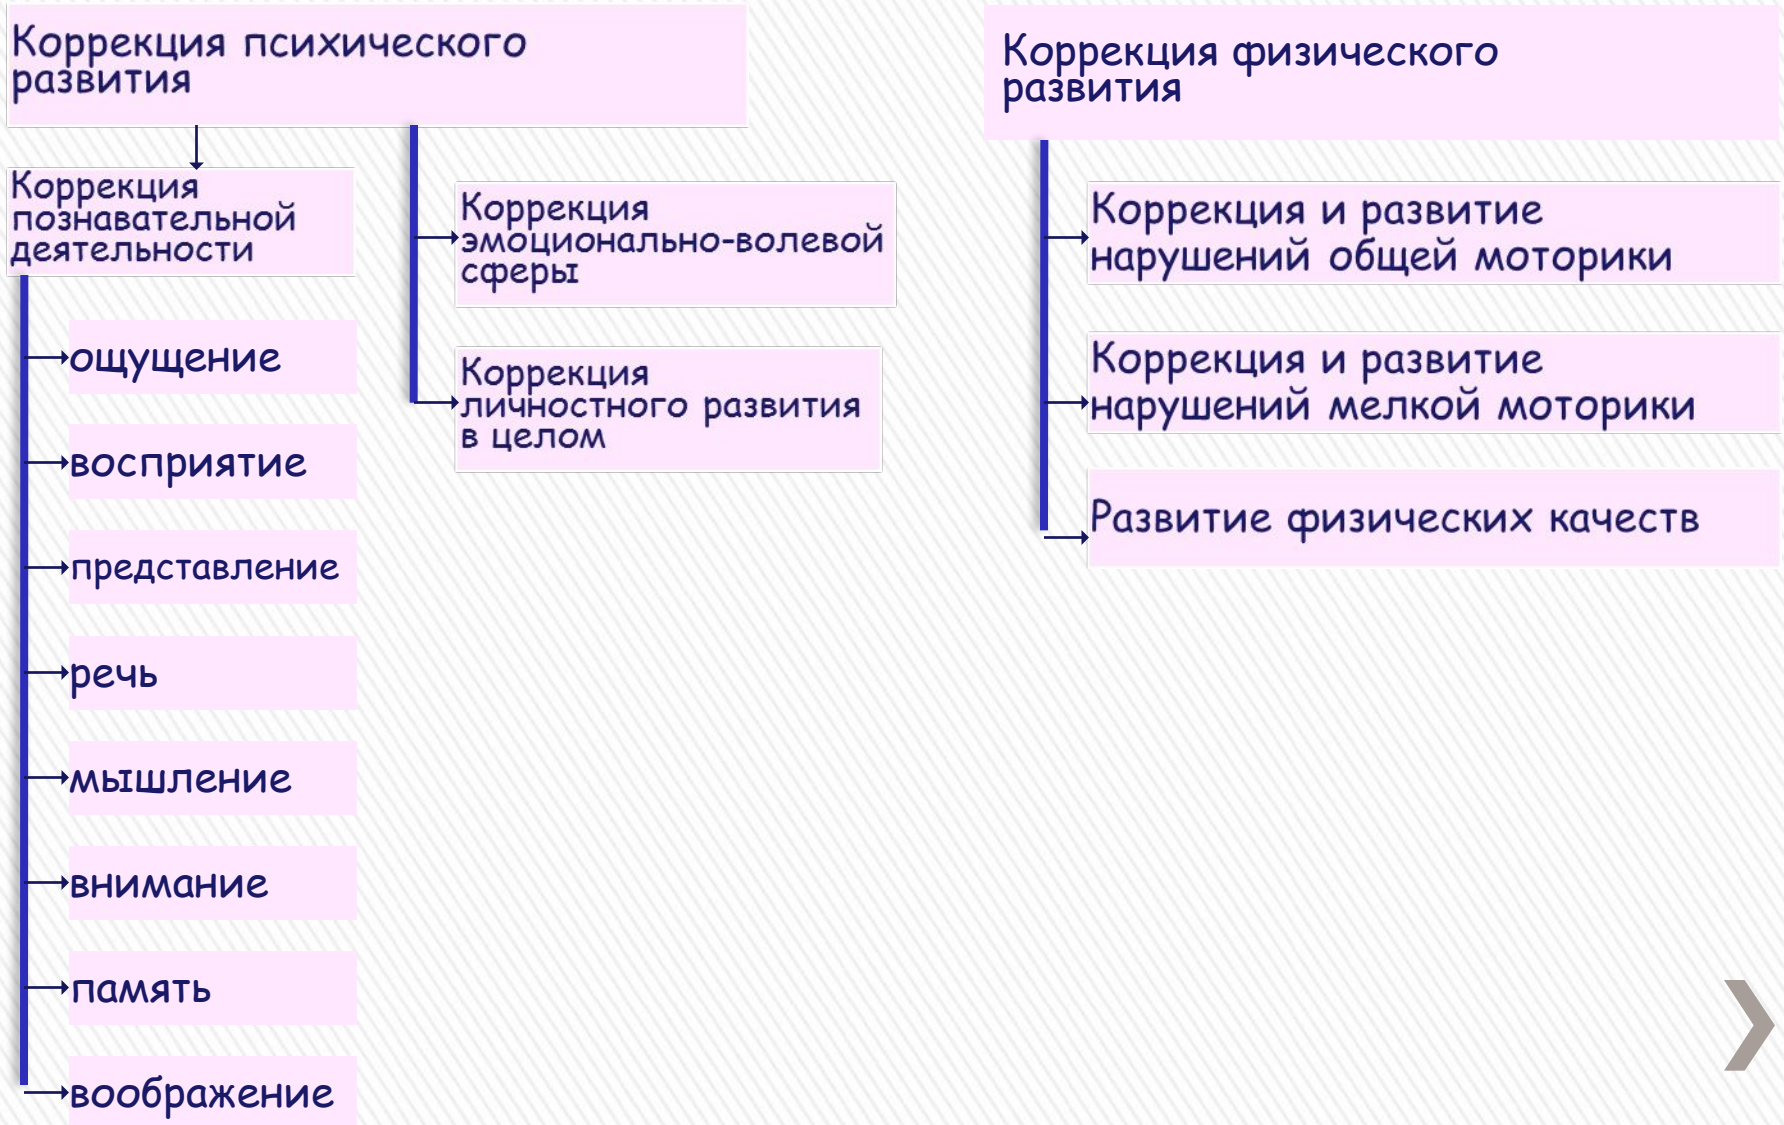 Коррекция психического
развития
Коррекция
познавательной
деятельности
ощущение
восприятие
представление
речь
мышление
внимание
память
воображение
Коррекция
эмоционально-волевой
сферы
Коррекция
личностного развития
в целом
Коррекция физического
развития
Коррекция и развитие
нарушений общей моторики
Коррекция и развитие
нарушений мелкой моторики
Развитие физических качеств